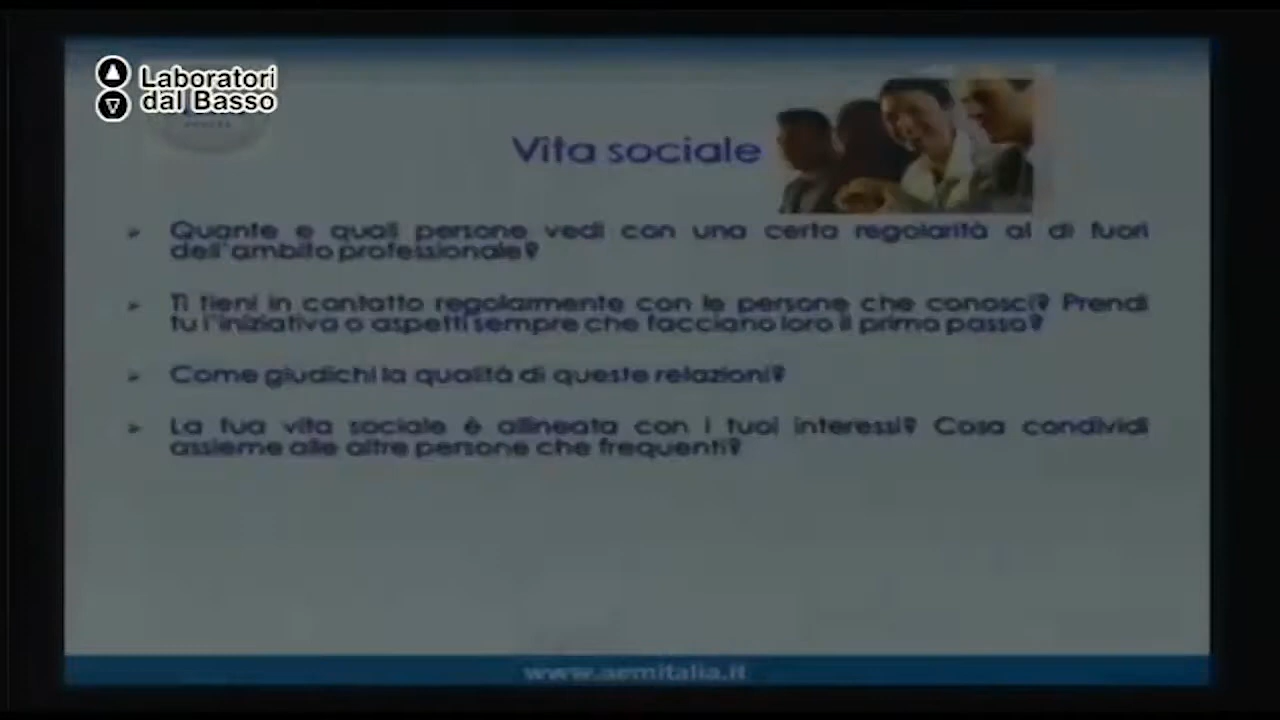 Laboratori
dal Basso
Vita sociale
Quante e quali persone vedi con una certa regolarità al di fuori
dell'ambito professionale?
Ti tieni in contatto regolarmente con le persone che conosci? Prendi
tu l'iniziativa o aspetti sempre che facciano loro il primo passo?
Come giudichi la qualità di queste relazioni?
La tua vita sociale è allineata con i tuoi interessi? Cosa condividi
assieme alle altre persone che frequenti?
www.aemitalia.it